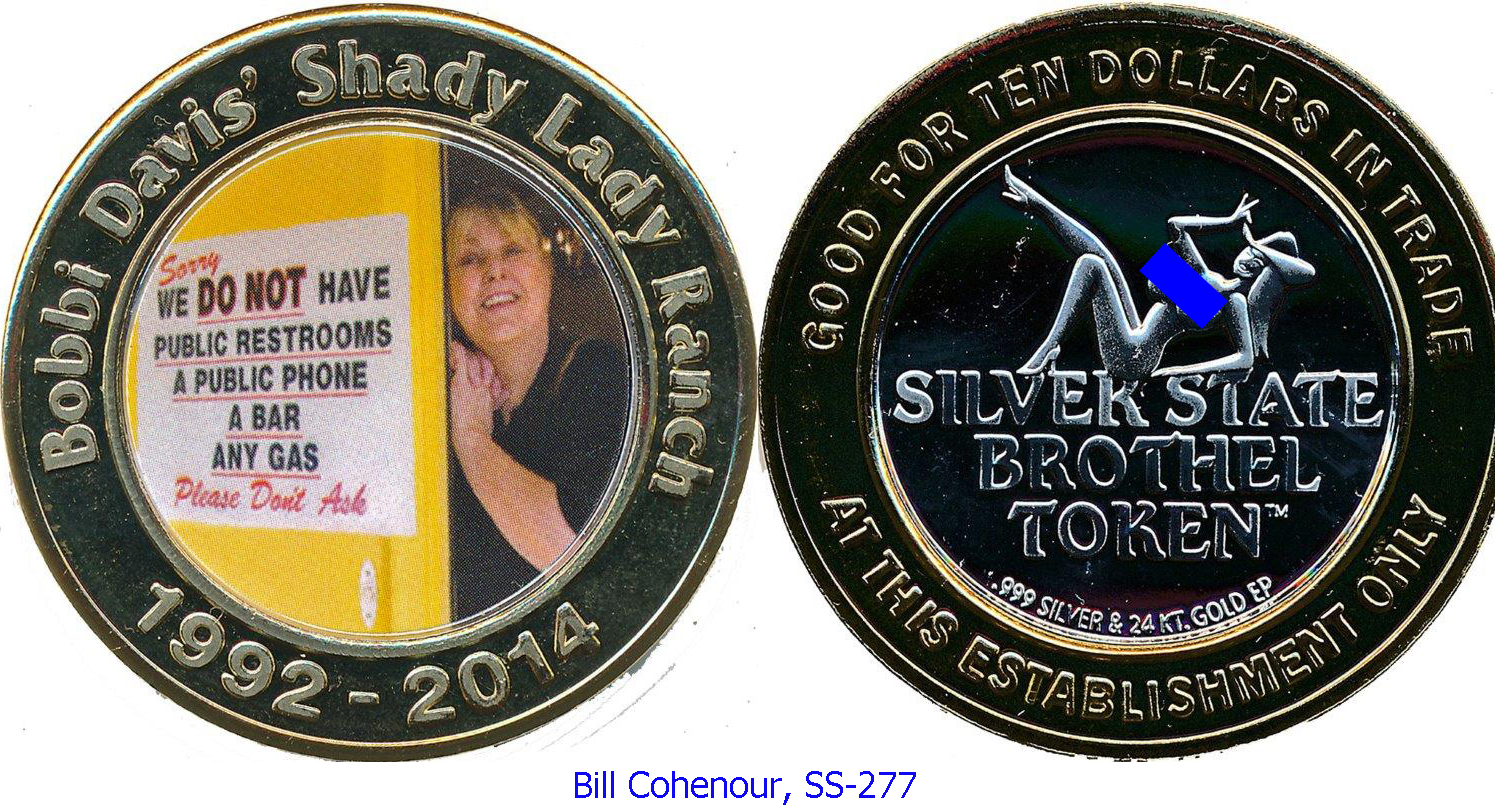 Bobbi Davis' Shady Lady Ranch
Sorry
WE DO NOT HAVE
PUBLIC RESTROOMS
A PUBLIC PHONE
A BAR
ANY GAS
Please Don't Ask
1992 - 2014
GOOD FOR TEN DOLLARS IN TRADE
SILVER STATE
BROTHEL
TOKEN™
.999 SILVER & 24 KT. GOLD EP
AT THIS ESTABLISHMENT ONLY
Bill Cohenour, SS-277